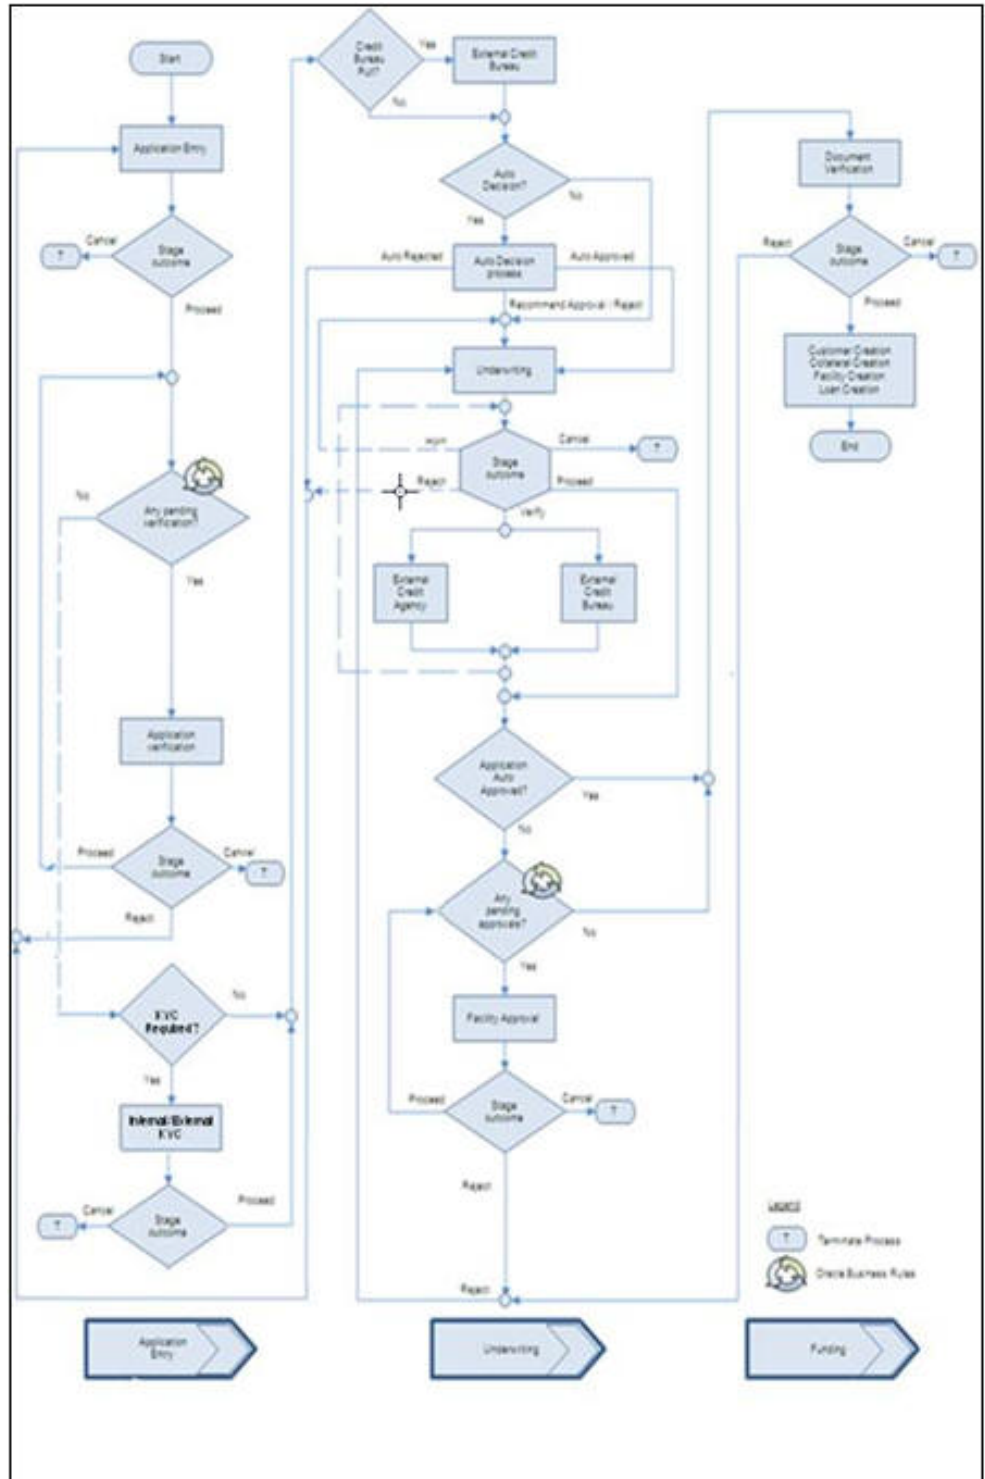 Start
Application Entry
Stage
outcome
Cancel
T
Proceed
Any pending
verification?
No
Yes
Application
verification
Stage
outcome
Proceed
Cancel
T
Reject
KYC
Required?
No
Yes
Internal/External
KYC
Stage
outcome
Cancel
T
Proceed
Credit
Bureau
Pull?
Yes
No
External Credit
Bureau
Auto
Decision?
No
Yes
Auto Decision
process
Auto Rejected
Auto Approved
Recommend Approval / Reject
Underwriting
Stage
outcome
Cancel
T
Reject
Proceed
Verify
External
Credit
Agency
External
Credit
Bureau
Application
Auto
Approved?
Yes
No
Any
pending
approvals?
No
Yes
Facility Approval
Stage
outcome
Proceed
Cancel
T
Reject
Reject
Document
Verification
Stage
outcome
Reject
Cancel
T
Proceed
Customer Creation
Collateral Creation
Facility Creation
Loan Creation
End
Legend
T
Terminate Process
Oracle Business Rules
Application
Entry
Underwriting
Funding